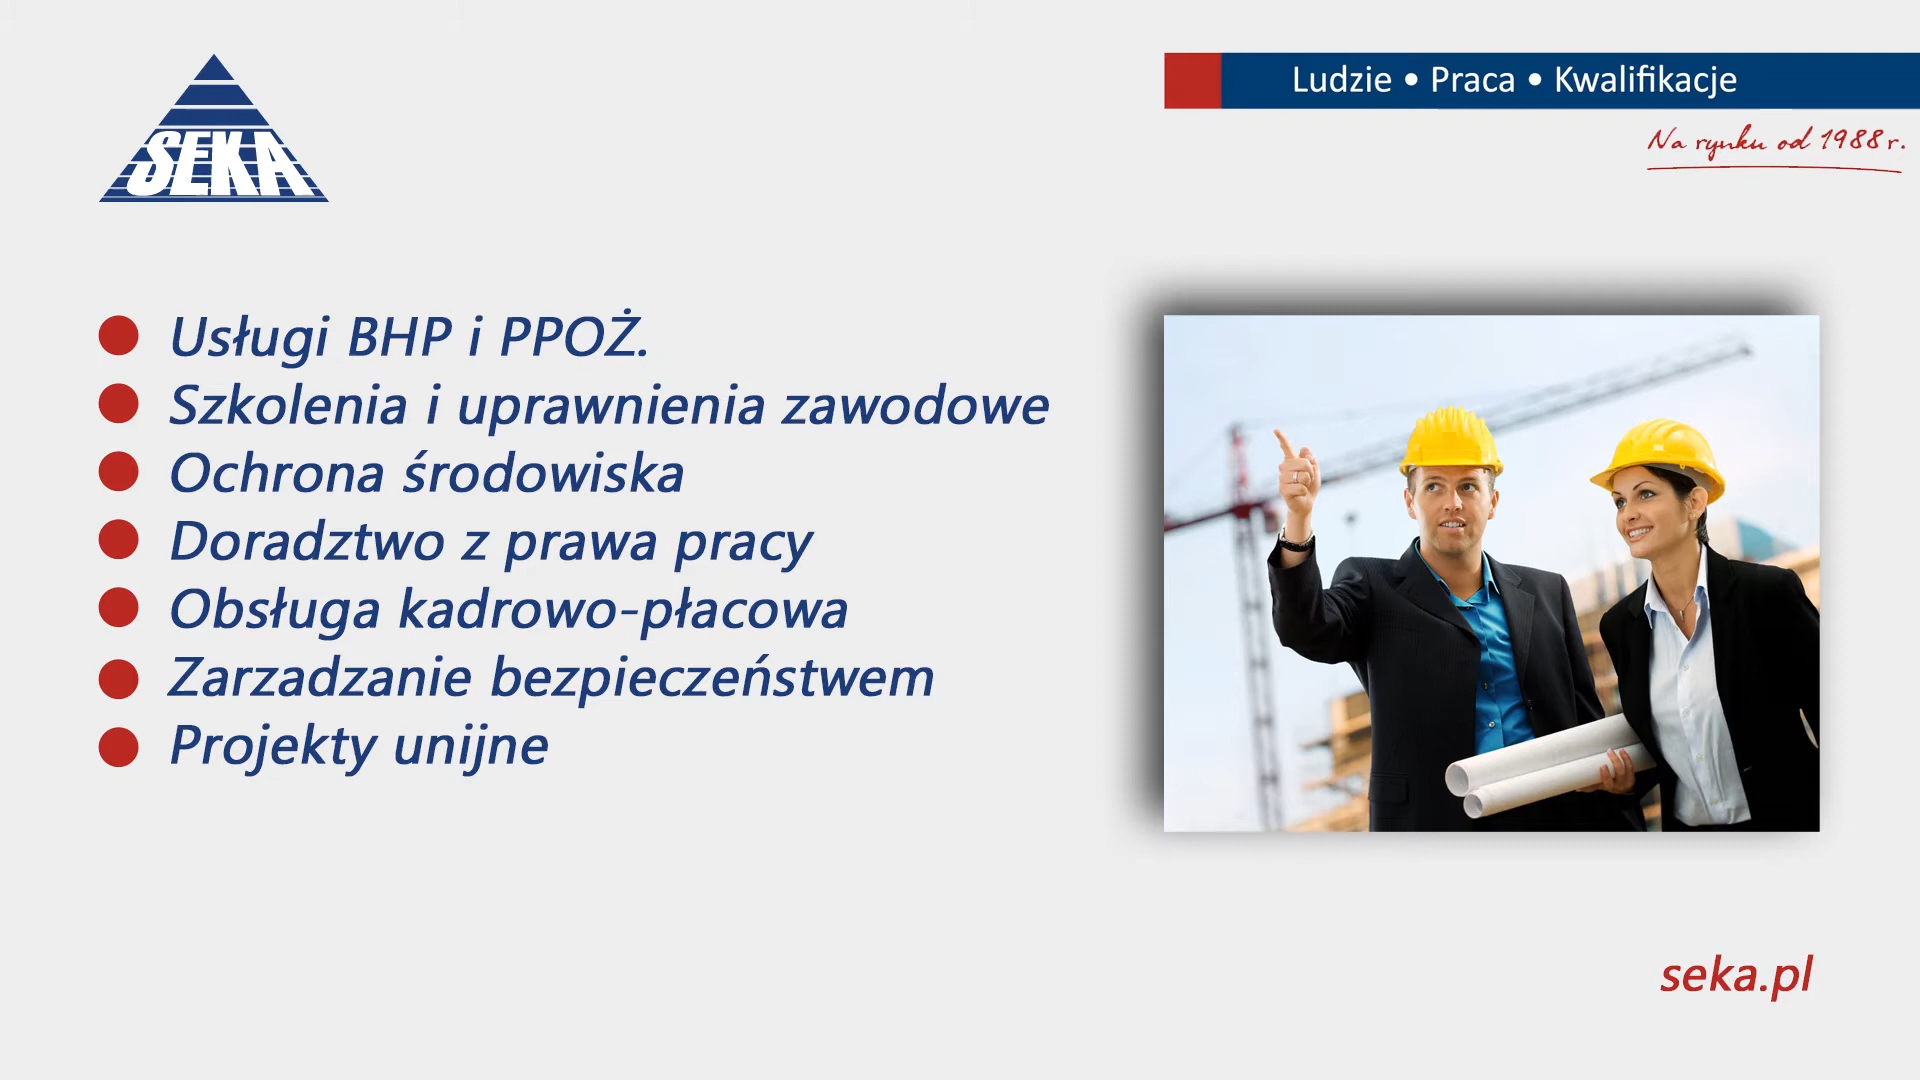 SEKA
Ludzie • Praca • Kwalifikacje
Na rynku od 1988 r.
Usługi BHP i PPOŻ.
Szkolenia i uprawnienia zawodowe
Ochrona środowiska
Doradztwo z prawa pracy
Obsługa kadrowo-płacowa
Zarzadzanie bezpieczeństwem
Projekty unijne
seka.pl